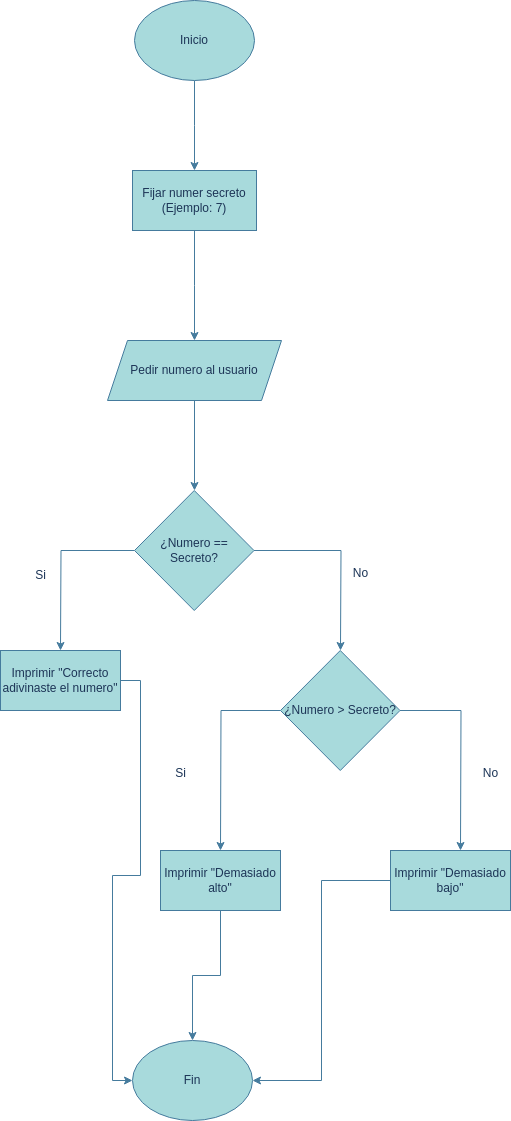 Inicio
Fijar numer secreto
(Ejemplo: 7)
Pedir numero al usuario
¿Numero ==
Secreto?
Si
No
Imprimir "Correcto
adivinaste el numero"
¿Numero > Secreto?
Si
No
Imprimir "Demasiado
alto"
Imprimir "Demasiado
bajo"
Fin